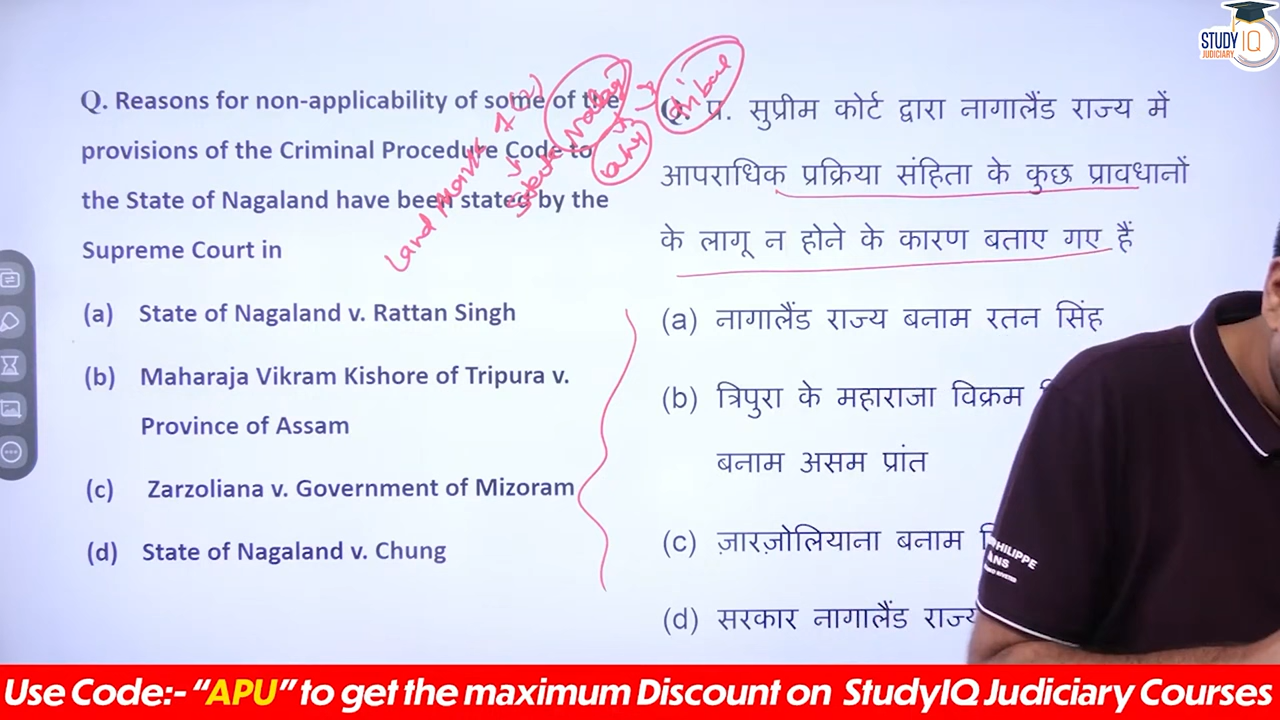 STUDY IQ
JUDICIARY
Q. Reasons for non-applicability of some of the
provisions of the Criminal Procedure Code to
the State of Nagaland have been stated by the
Supreme Court in
(a) State of Nagaland v. Rattan Singh
(b) Maharaja Vikram Kishore of Tripura v.
Province of Assam
(c) Zarzoliana v. Government of Mizoram
(d) State of Nagaland v. Chung
Land Mark
State
Q. प्र. सुप्रीम कोर्ट द्वारा नागालैंड राज्य में
आपराधिक प्रक्रिया संहिता के कुछ प्रावधानों
के लागू न होने के कारण बताए गए हैं
(a) नागालैंड राज्य बनाम रतन सिंह
(b) त्रिपुरा के महाराजा विक्रम
बनाम असम प्रांत
(c) ज़ारज़ोलियाना बनाम
(d) सरकार नागालैंड राज्य
Use Code:- “APU” to get the maximum Discount on StudyIQ Judiciary Courses